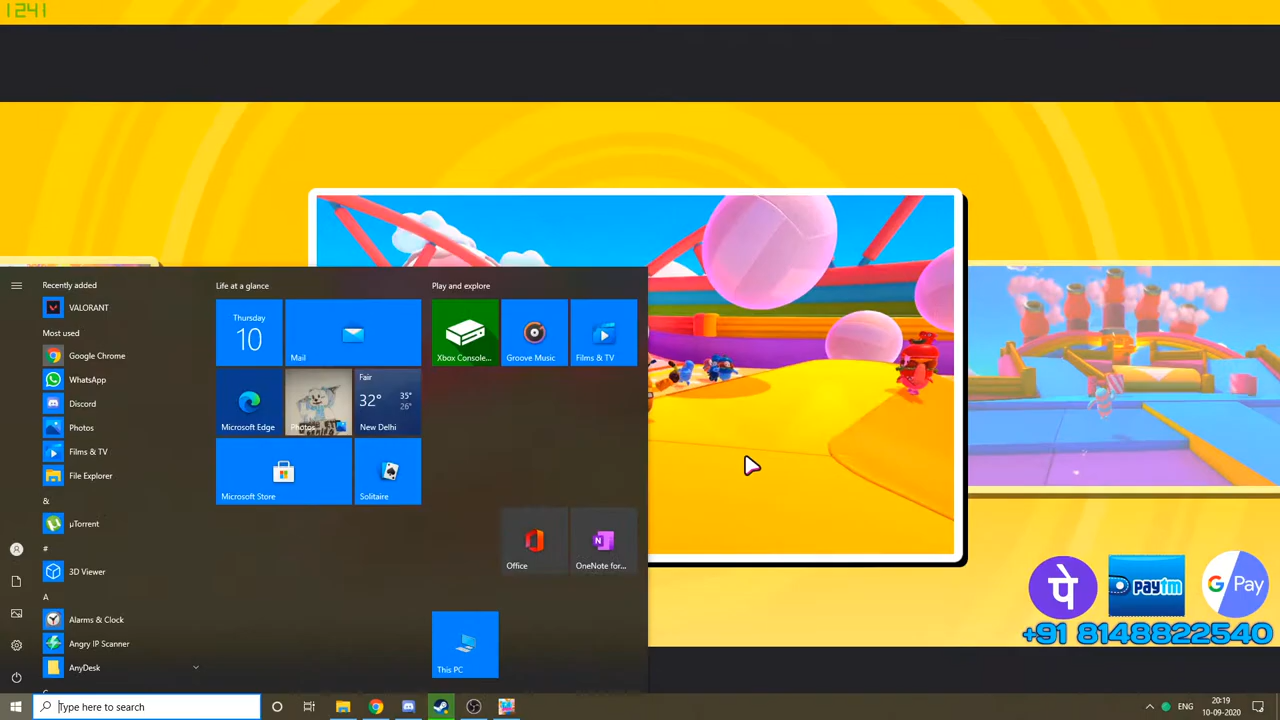 1241
Recently added
VALORANT
Most used
Google Chrome
WhatsApp
Discord
Photos
Films & TV
File Explorer
&
µTorrent
#
3D Viewer
A
Alarms & Clock
Angry IP Scanner
AnyDesk
Life at a glance
Thursday
10
Mail
Microsoft Edge
Photos
Fair
32° 35°
26°
New Delhi
Microsoft Store
Solitaire
Play and explore
Xbox Console...
Groove Music
Films & TV
Office
N
OneNote for...
This PC
पे
paytm
G Pay
+91 8148822540
Type here to search
ENG
20:19
10-09-2020